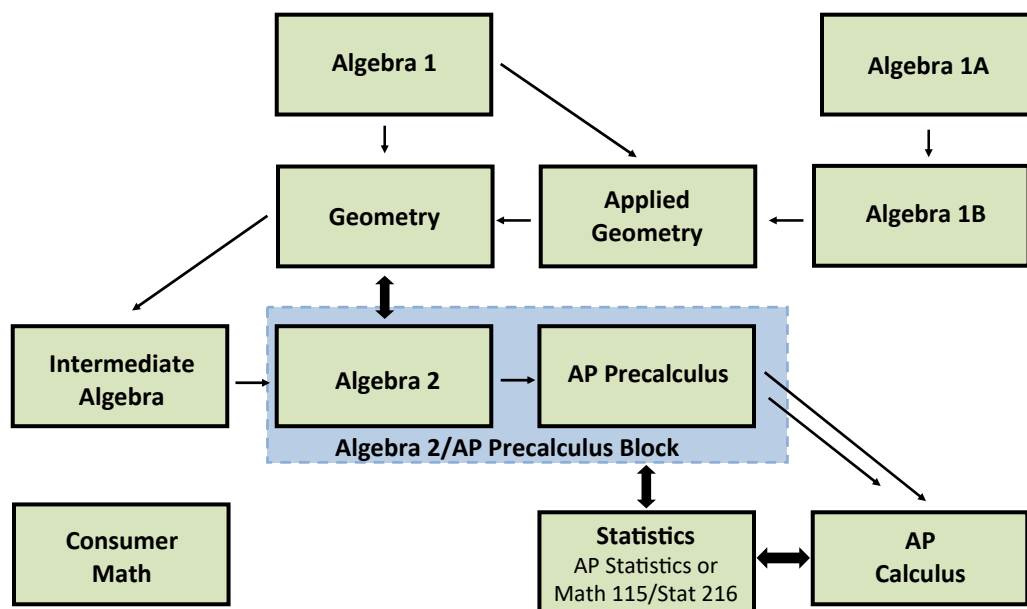 Algebra 1
Algebra 1A
Geometry
Applied
Geometry
Algebra 1B
Intermediate
Algebra
Algebra 2
AP Precalculus
Algebra 2/AP Precalculus Block
Consumer
Math
Statistics
AP Statistics or
Math 115/Stat 216
AP
Calculus